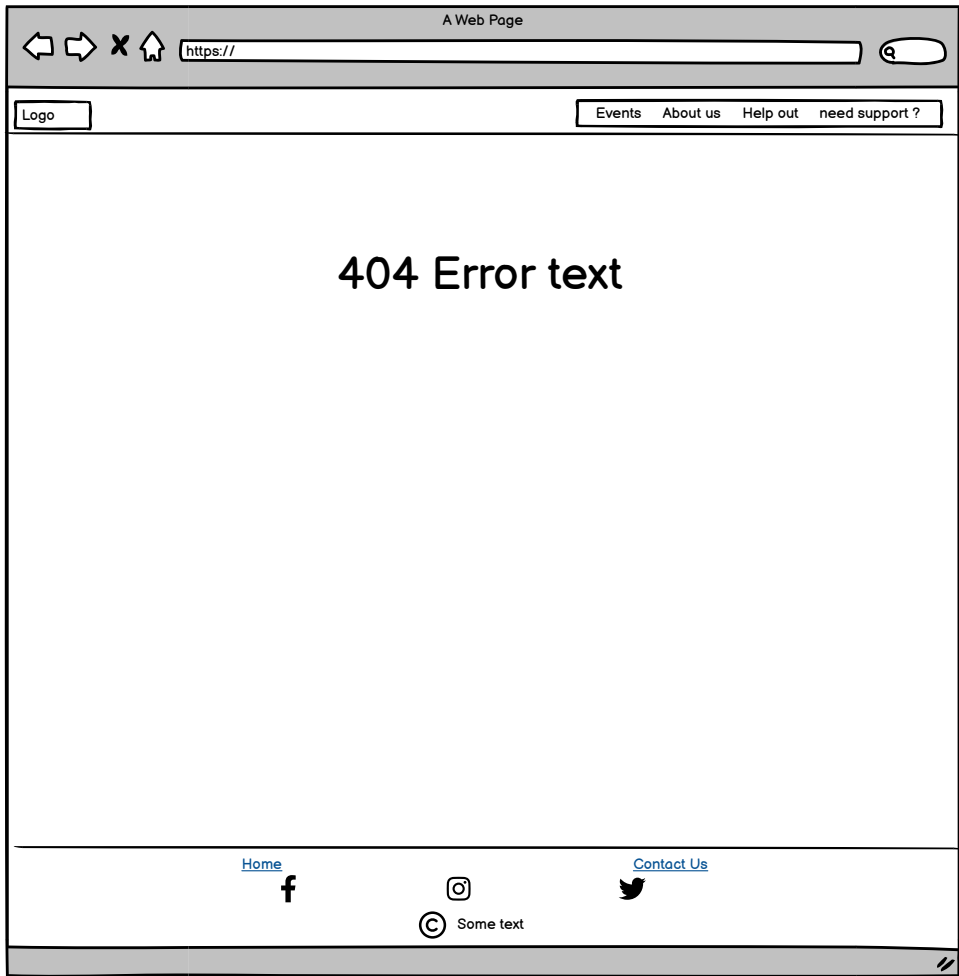 A Web Page
https://
Logo
Events About us Help out need support ?
404 Error text
Home Contact Us
© Some text